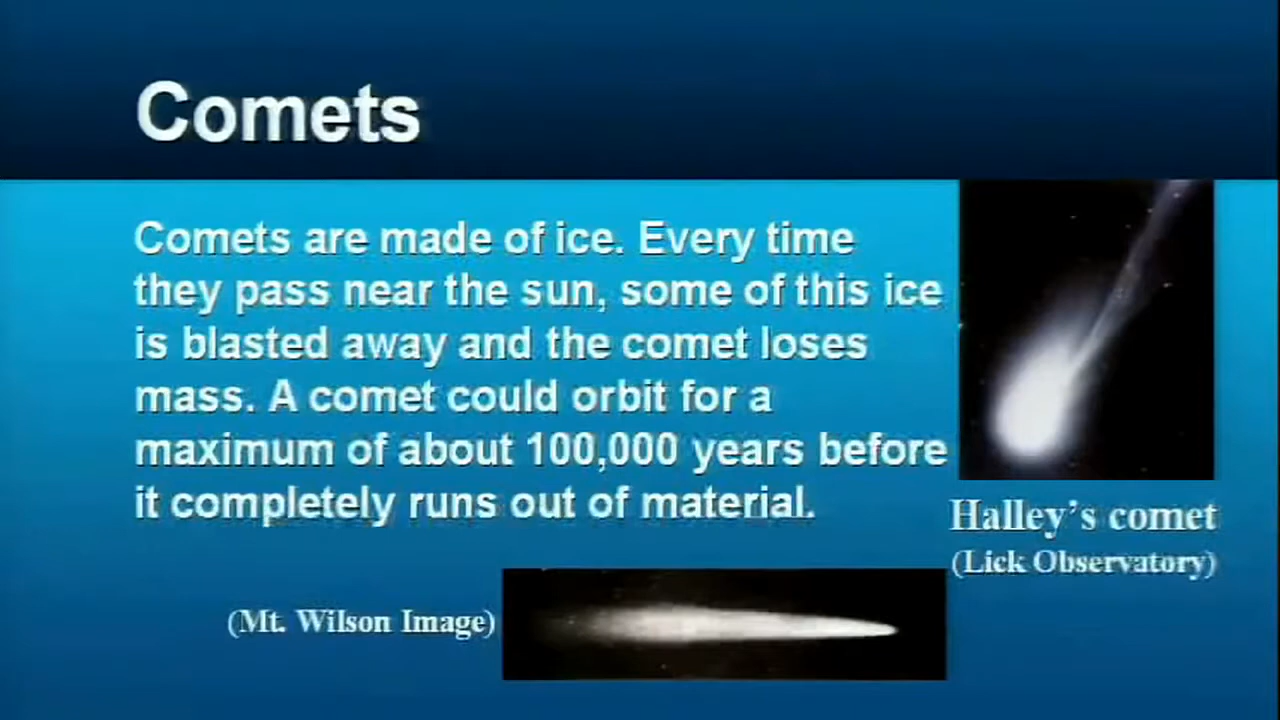 Comets
Comets are made of ice. Every time
they pass near the sun, some of this ice
is blasted away and the comet loses
mass. A comet could orbit for a
maximum of about 100,000 years before
it completely runs out of material.
Halley's comet
(Lick Observatory)
(Mt. Wilson Image)